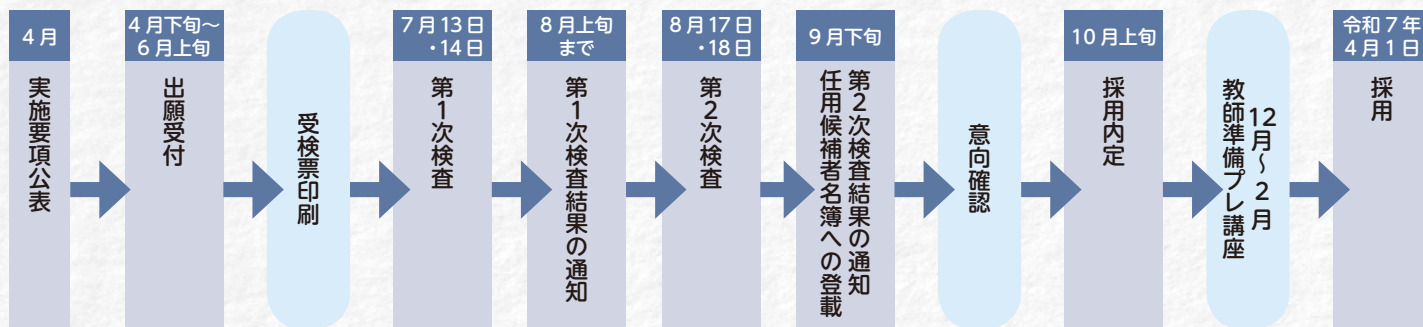 4月
実施要項公表
4月下旬～
6月上旬
出願受付
受検票印刷
7月13日
・14日
第1次検査
8月上旬
まで
第1次検査結果の通知
8月17日
・18日
第2次検査
9月下旬
第2次検査結果の通知
任用候補者名簿への登載
意向確認
10月上旬
採用内定
12月～2月
教師準備プレ講座
令和7年
4月1日
採用